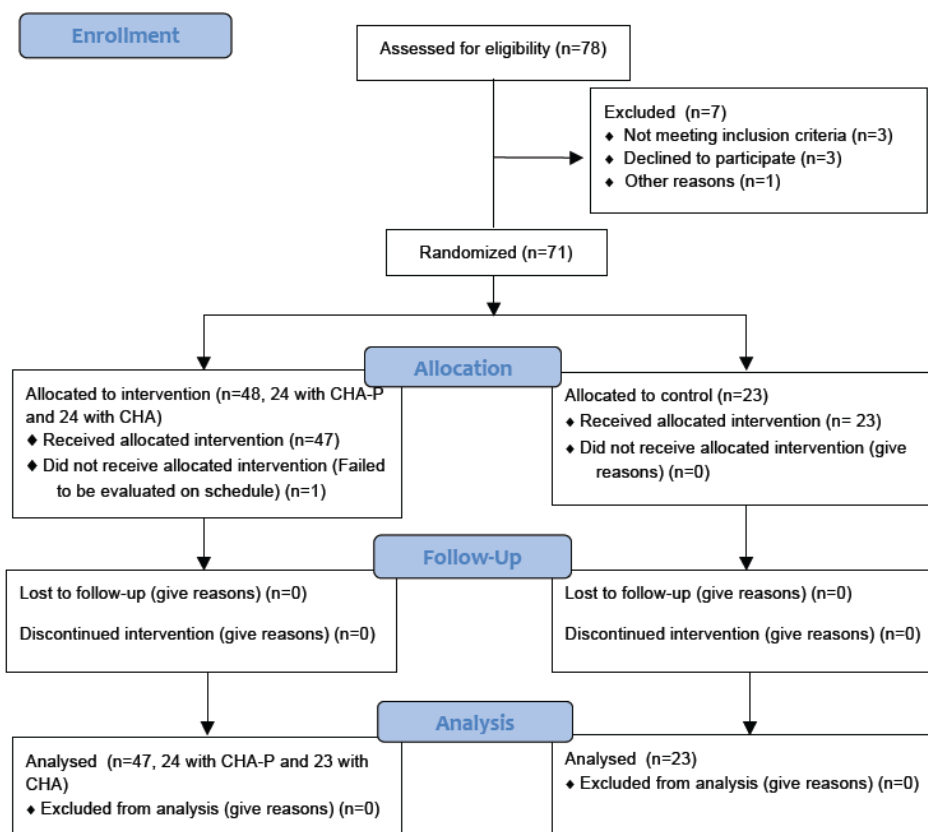 Enrollment
Assessed for eligibility (n=78)
Excluded (n=7)
♦ Not meeting inclusion criteria (n=3)
♦ Declined to participate (n=3)
♦ Other reasons (n=1)
Randomized (n=71)
Allocation
Allocated to intervention (n=48, 24 with CHA-P
and 24 with CHA)
♦ Received allocated intervention (n=47)
♦ Did not receive allocated intervention (Failed
to be evaluated on schedule) (n=1)
Allocated to control (n=23)
♦ Received allocated intervention (n= 23)
♦ Did not receive allocated intervention (give
reasons) (n=0)
Follow-Up
Lost to follow-up (give reasons) (n=0)
Discontinued intervention (give reasons) (n=0)
Lost to follow-up (give reasons) (n=0)
Discontinued intervention (give reasons) (n=0)
Analysis
Analysed (n=47, 24 with CHA-P and 23 with
CHA)
♦ Excluded from analysis (give reasons) (n=0)
Analysed (n=23)
♦ Excluded from analysis (give reasons) (n=0)